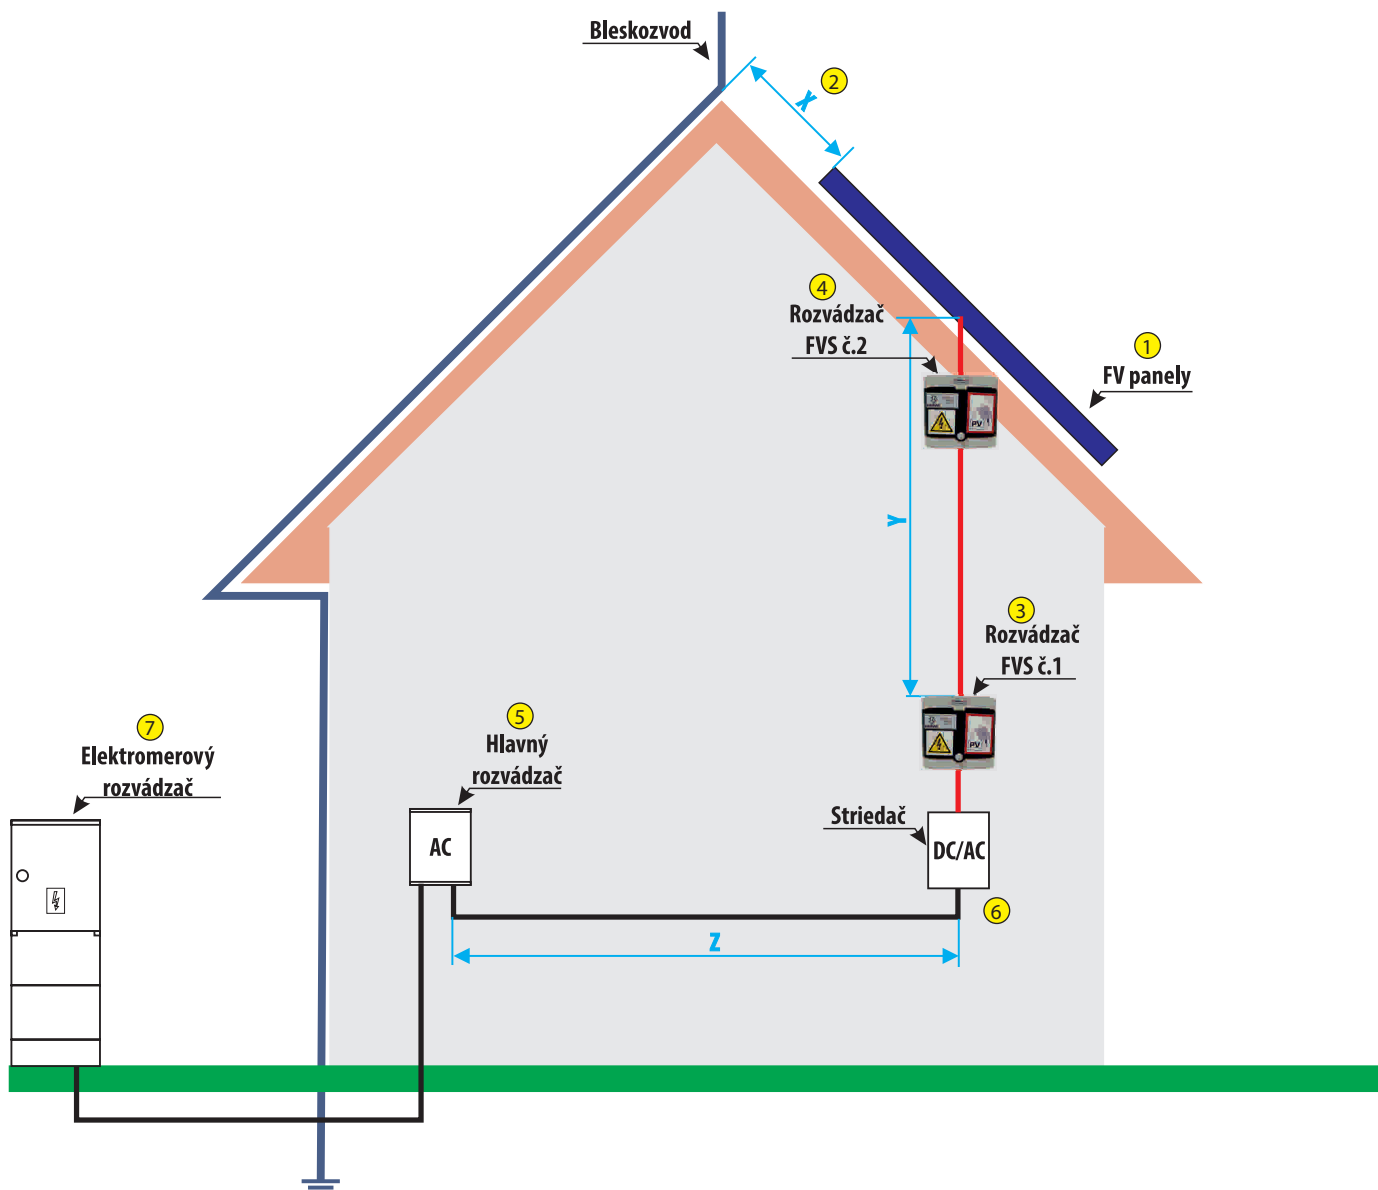 Bleskozvod
2
X
4
Rozvádzač
FVS č.2
1
FV panely
PV
Y
3
Rozvádzač
FVS č.1
PV
7
Elektromerový
rozvádzač
5
Hlavný
rozvádzač
Striedač
AC
DC/AC
6
Z